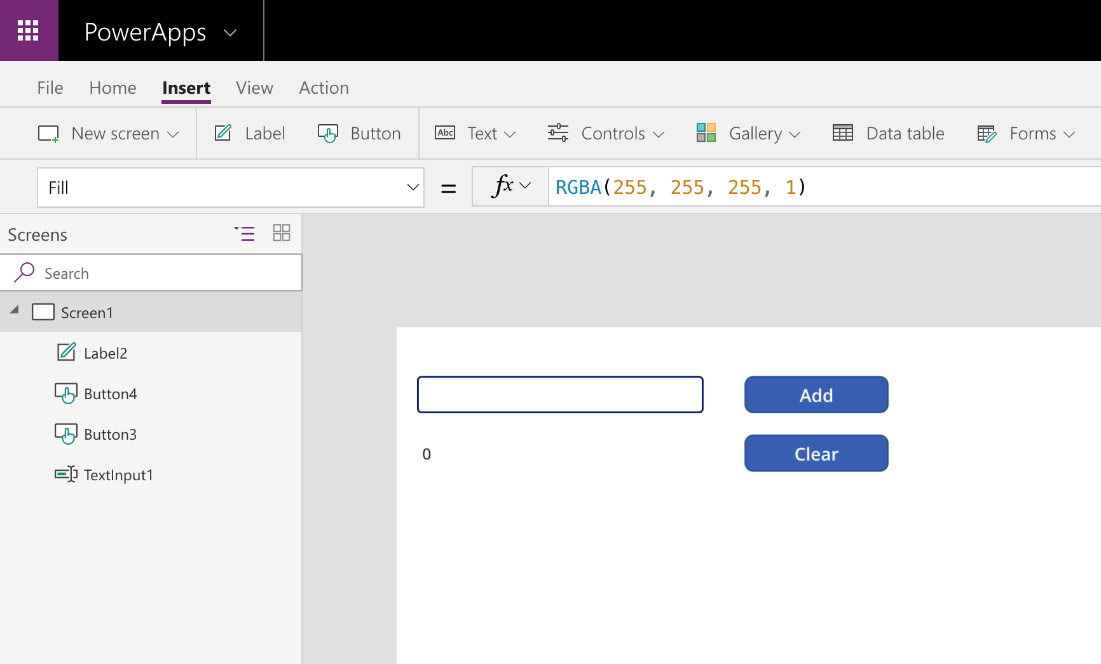 PowerApps
File Home Insert View Action
New screen Label Button Abc Text Controls Gallery Data table Forms
Fill = fx RGBA(255, 255, 255, 1)
Screens
Search
Screen1
Label2
Button4
Button3
TextInput1
Add
0 Clear